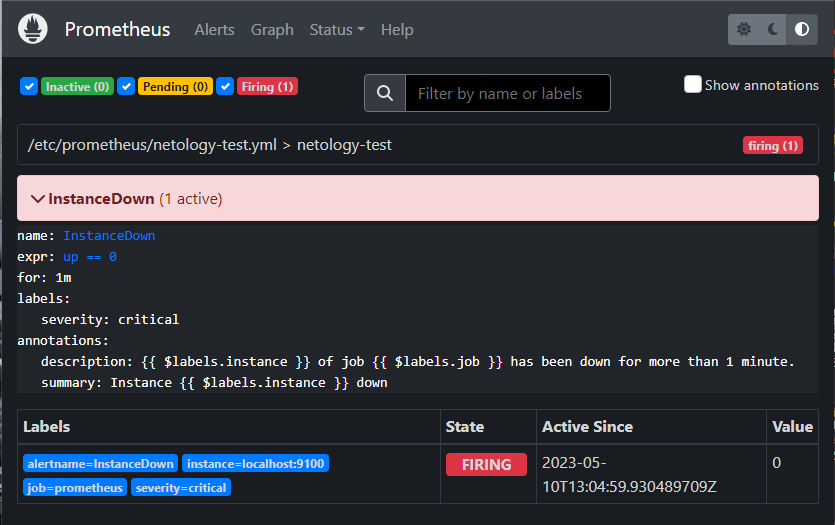 Prometheus Alerts Graph Status Help
Inactive (0) Pending (0) Firing (1) Filter by name or labels Show annotations
/etc/prometheus/netology-test.yml > netology-test firing (1)
InstanceDown (1 active)
name: InstanceDown
expr: up == 0
for: 1m
labels:
severity: critical
annotations:
description: {{ $labels.instance }} of job {{ $labels.job }} has been down for more than 1 minute.
summary: Instance {{ $labels.instance }} down
Labels State Active Since Value
alertname=InstanceDown instance=localhost:9100 FIRING 2023-05- 0
job=prometheus severity=critical 10T13:04:59.930489709Z